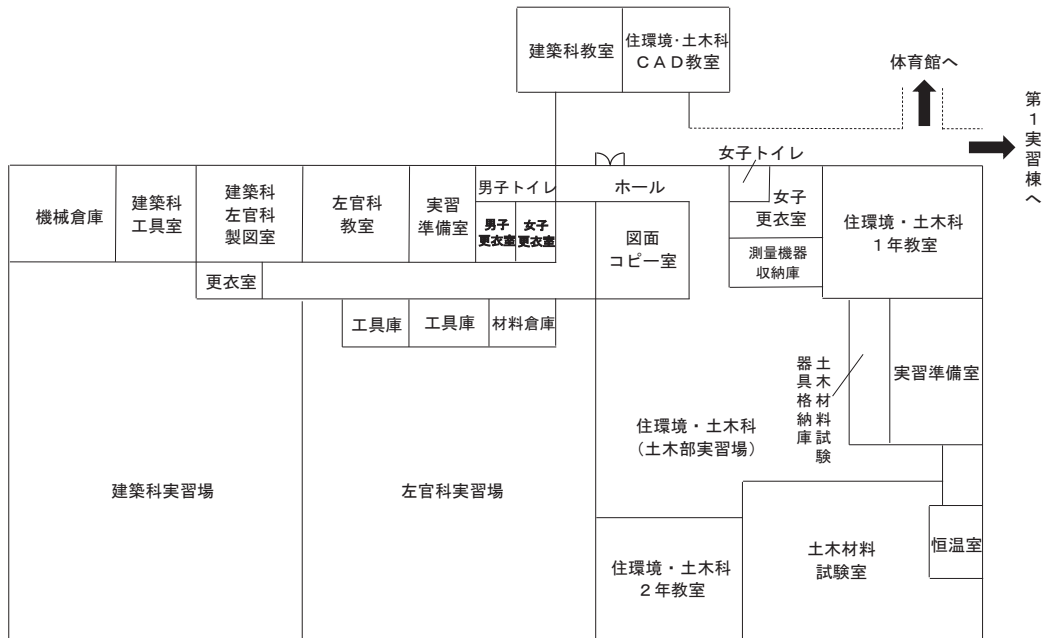 建築科教室
住環境・土木科
ＣＡＤ教室
体育館へ
第１実習棟へ
女子トイレ
機械倉庫
建築科
工具室
建築科
左官科
製図室
左官科
教室
実習
準備室
男子トイレ
男子
更衣室
女子
更衣室
ホール
図面
コピー室
女子
更衣室
測量機器
収納庫
住環境・土木科
１年教室
更衣室
工具庫
工具庫
材料倉庫
土木材料試験
器具格納庫
実習準備室
住環境・土木科
（土木部実習場）
建築科実習場
左官科実習場
住環境・土木科
２年教室
土木材料
試験室
恒温室